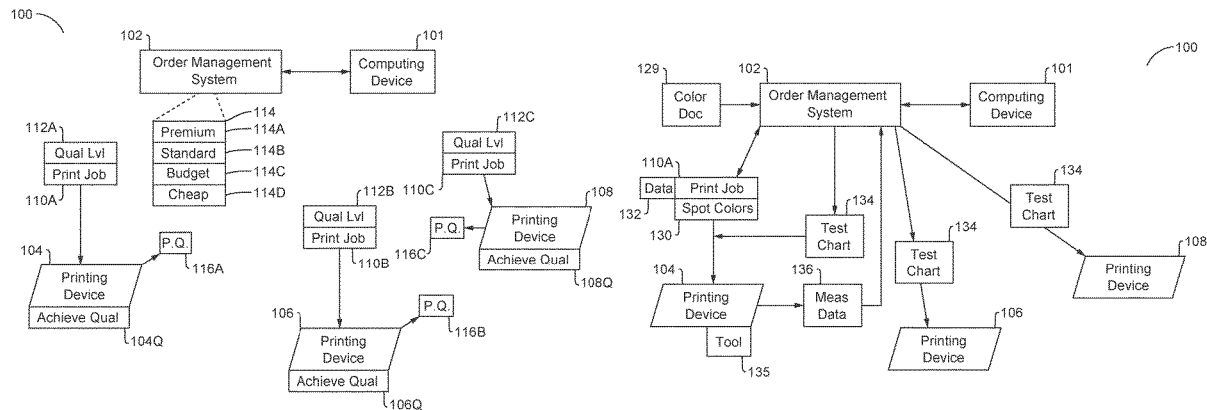 100
102
101
Order Management
System
Computing
Device
114
Premium
114A
Standard
114B
Budget
114C
Cheap
114D
112A
Qual Lvl
Print Job
110A
104
Printing
Device
Achieve Qual
104Q
P.Q.
116A
112B
Qual Lvl
Print Job
110B
106
Printing
Device
Achieve Qual
106Q
P.Q.
116B
112C
Qual Lvl
Print Job
110C
108
Printing
Device
Achieve Qual
108Q
P.Q.
116C
100
129
Color
Doc
102
Order Management
System
101
Computing
Device
110A
Data
Print Job
132
Spot Colors
130
134
Test
Chart
134
Test
Chart
134
Test
Chart
104
Printing
Device
Tool
135
136
Meas
Data
106
Printing
Device
108
Printing
Device